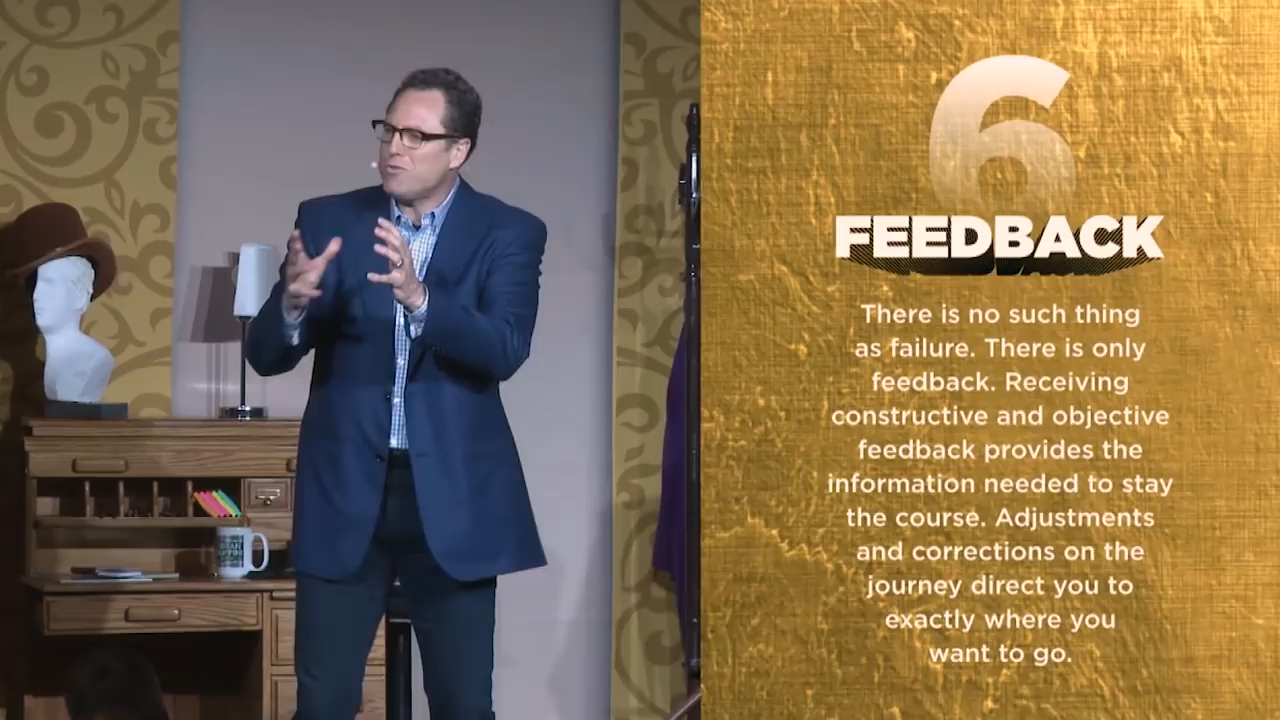 6
FEEDBACK
There is no such thing
as failure. There is only
feedback. Receiving
constructive and objective
feedback provides the
information needed to stay
the course. Adjustments
and corrections on the
journey direct you to
exactly where you
want to go.